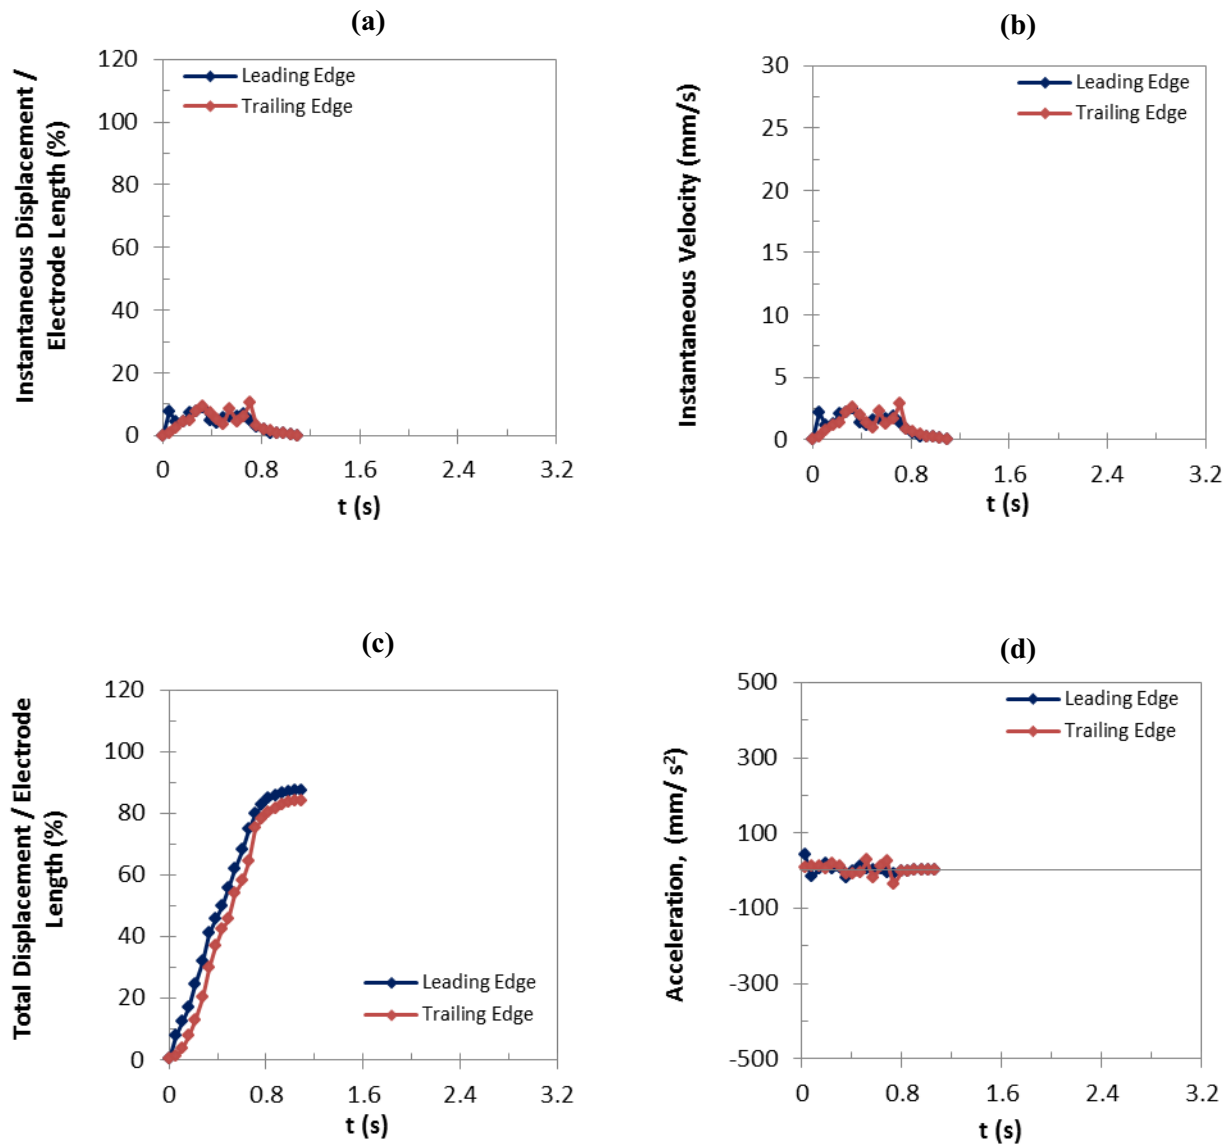 (a)
Instantaneous Displacement /
Electrode Length (%)
120
100
80
60
40
20
0
Leading Edge
Trailing Edge
0 0.8 1.6 2.4 3.2
t (s)
(b)
Instantaneous Velocity (mm/s)
30
25
20
15
10
5
0
Leading Edge
Trailing Edge
0 0.8 1.6 2.4 3.2
t (s)
(c)
Total Displacement / Electrode
Length (%)
120
100
80
60
40
20
0
Leading Edge
Trailing Edge
0 0.8 1.6 2.4 3.2
t (s)
(d)
Acceleration, (mm/ s²)
500
300
100
-100
-300
-500
Leading Edge
Trailing Edge
0 0.8 1.6 2.4 3.2
t (s)